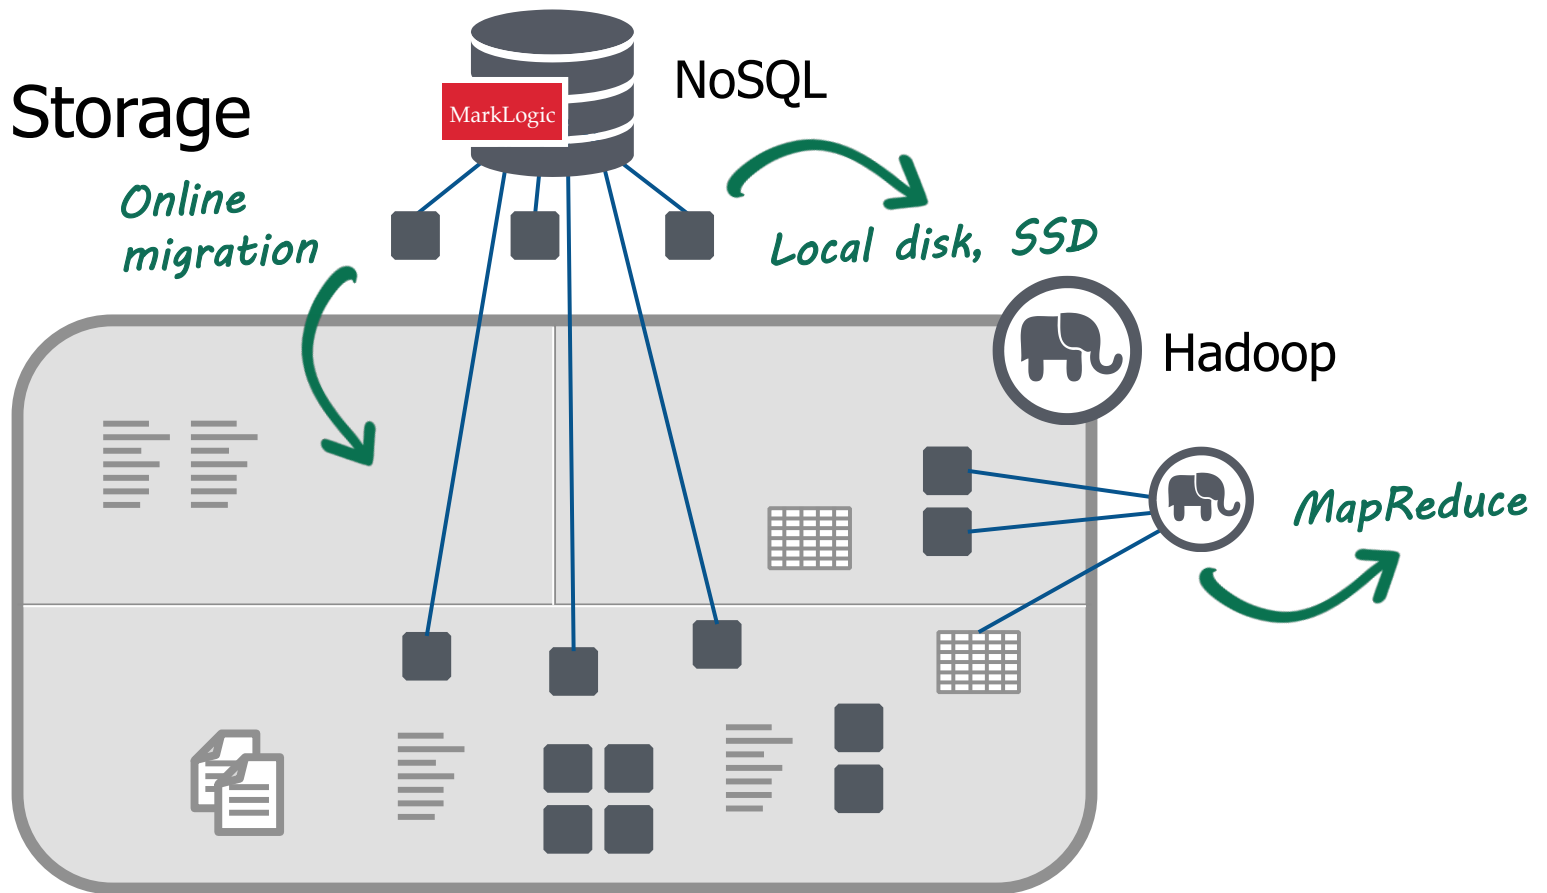 Storage
NoSQL
MarkLogic
Online
migration
Local disk, SSD
Hadoop
MapReduce